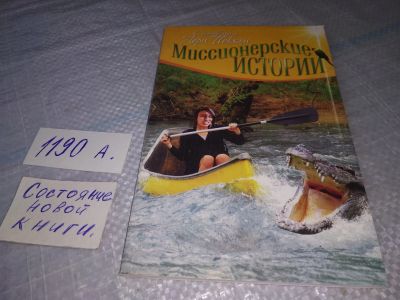 Миссионерские
ИСТОРИИ
1190 А.
Состояние
новой
книги.